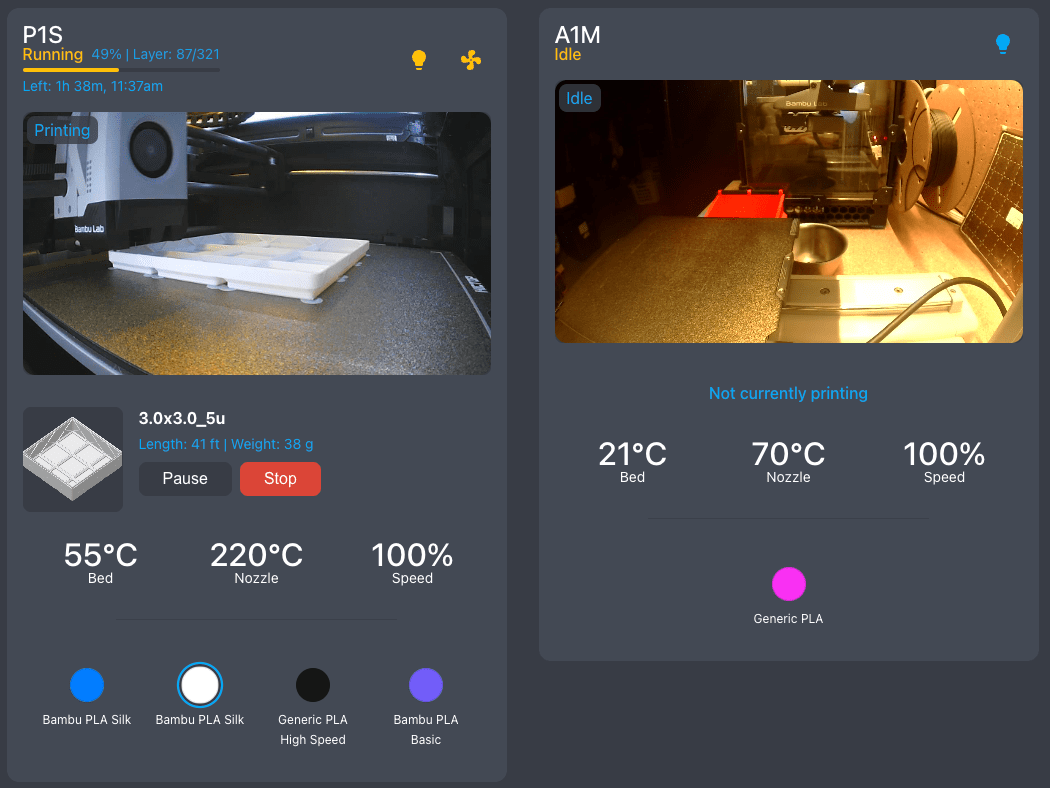 P1S
Running 49% | Layer: 87/321
Left: 1h 38m, 11:37am
Printing
Bambu Lab
3.0x3.0_5u
Length: 41 ft | Weight: 38 g
Pause Stop
55°C 220°C 100%
Bed Nozzle Speed
Bambu PLA Silk
Bambu PLA Silk
Generic PLA
High Speed
Bambu PLA
Basic
A1M
Idle
Idle
Bambu Lab
Not currently printing
21°C 70°C 100%
Bed Nozzle Speed
Generic PLA